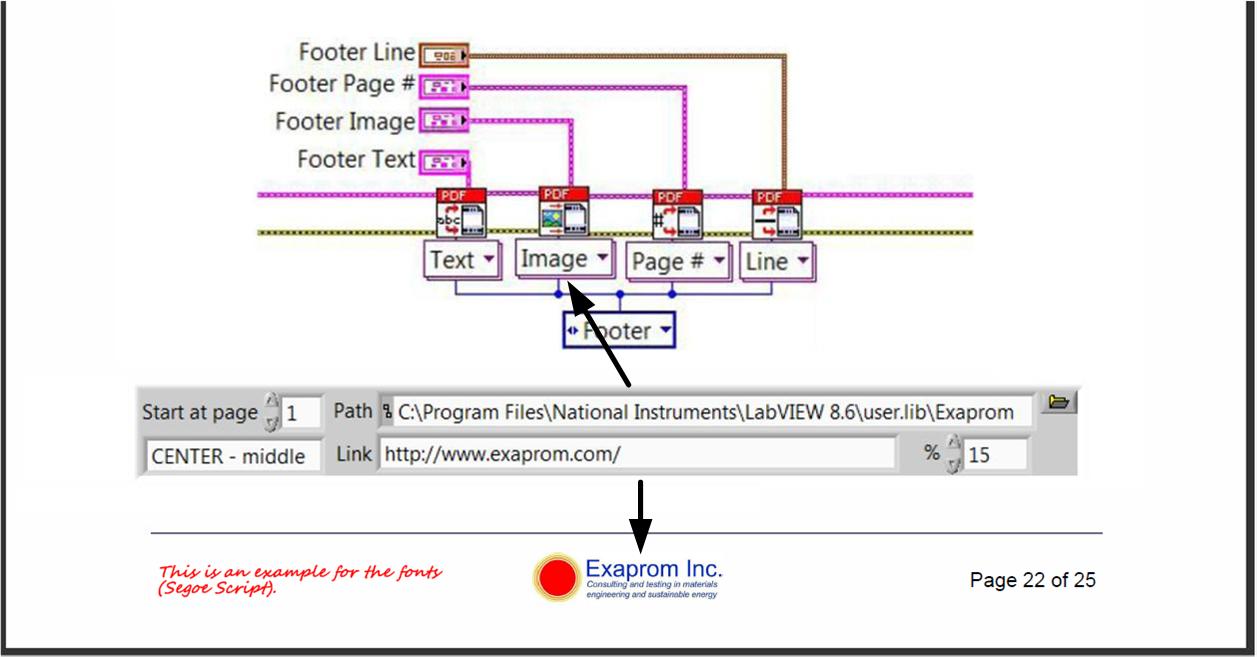 Footer Line
Footer Page #
Footer Image
Footer Text
PDF PDF PDF PDF
abc #
Text Image Page # Line
Footer
Start at page 1 Path C:\Program Files\National Instruments\LabVIEW 8.6\user.lib\Exaprom
CENTER - middle Link http://www.exaprom.com/ % 15
This is an example for the fonts
(Segoe Script).
Exaprom Inc.
Consulting and testing in materials
engineering and sustainable energy
Page 22 of 25